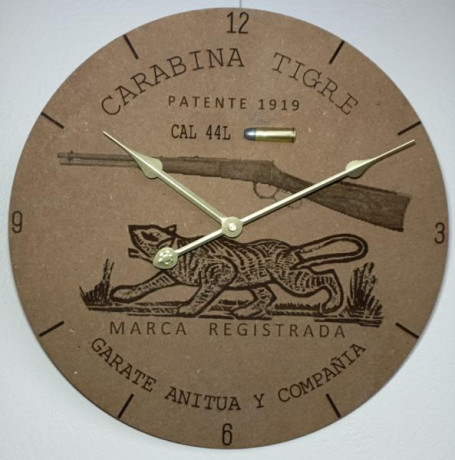 12
CARABINA TIGRE
PATENTE 1919
CAL 44L
9
3
MARCA REGISTRADA
GARATE ANITUA Y COMPAÑIA
6